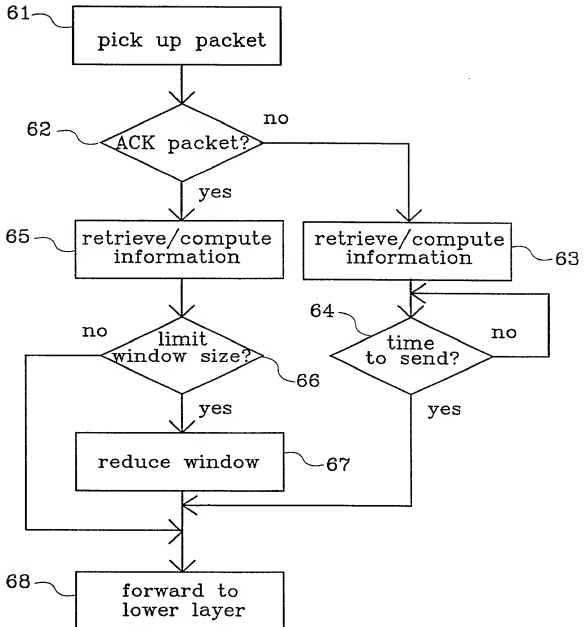 61
pick up packet
62
ACK packet?
no
yes
65
retrieve/compute
information
retrieve/compute
information
63
no
limit
window size?
66
64
time
to send?
no
yes
yes
reduce window
67
68
forward to
lower layer